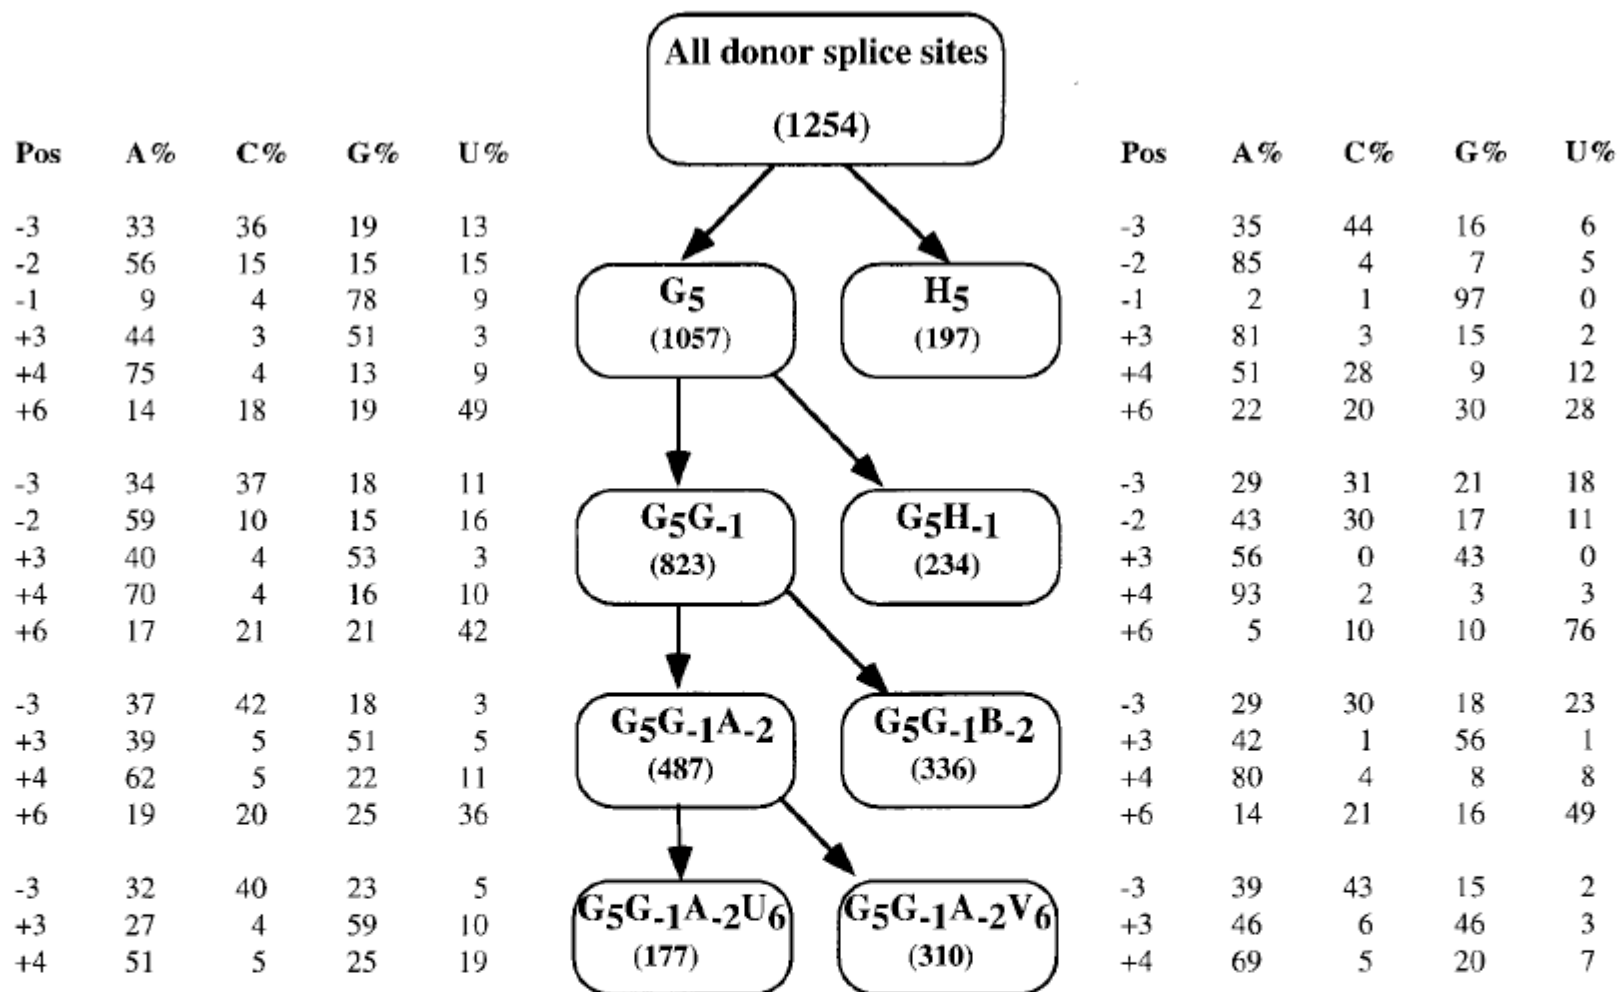 All donor splice sites
(1254)
Pos A% C% G% U% Pos A% C% G% U%
-3 33 36 19 13 -3 35 44 16 6
-2 56 15 15 15 G5 H5 -2 85 4 7 5
-1 9 4 78 9 -1 2 1 97 0
+3 44 3 51 3 (1057) (197) +3 81 3 15 2
+4 75 4 13 9 +4 51 28 9 12
+6 14 18 19 49 +6 22 20 30 28
-3 34 37 18 11 -3 29 31 21 18
-2 59 10 15 16 G5G-1 G5H-1 -2 43 30 17 11
+3 40 4 53 3 (823) (234) +3 56 0 43 0
+4 70 4 16 10 +4 93 2 3 3
+6 17 21 21 42 +6 5 10 10 76
-3 37 42 18 3 G5G-1A-2 G5G-1B-2 -3 29 30 18 23
+3 39 5 51 5 +3 42 1 56 1
+4 62 5 22 11 (487) (336) +4 80 4 8 8
+6 19 20 25 36 +6 14 21 16 49
-3 32 40 23 5 -3 39 43 15 2
+3 27 4 59 10 G5G-1A-2U6 G5G-1A-2V6 +3 46 6 46 3
+4 51 5 25 19 (177) (310) +4 69 5 20 7